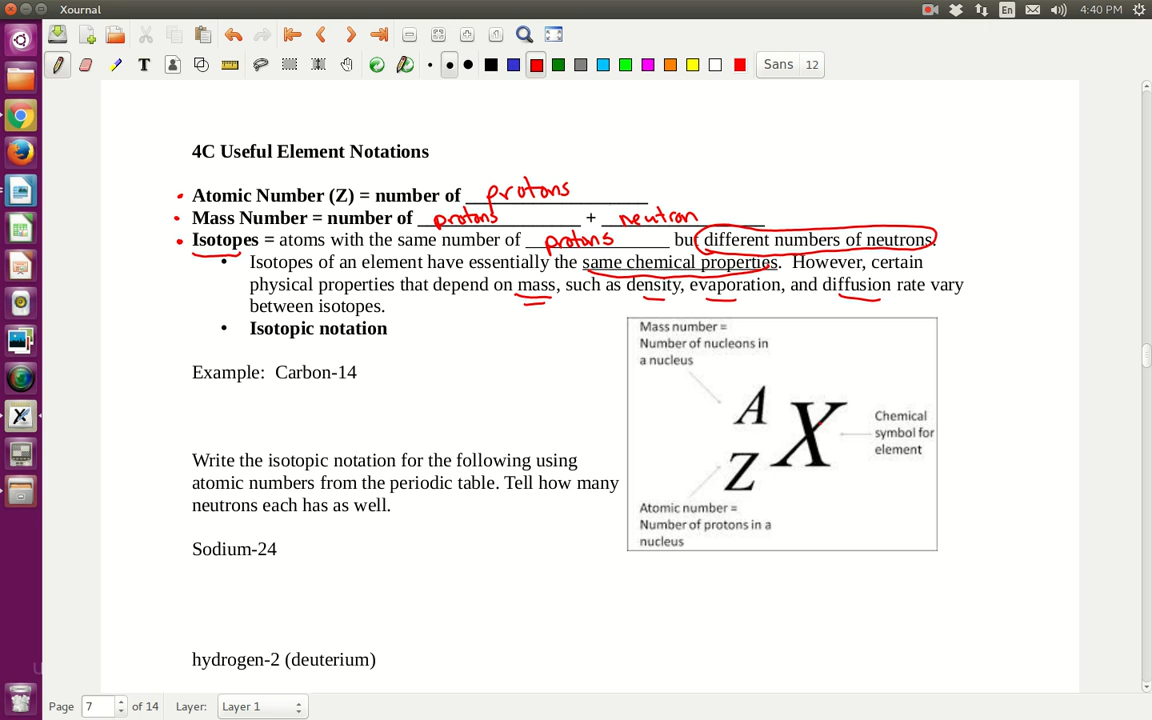 Xournal
En
4:40 PM
T
Sans 12
4C Useful Element Notations
• Atomic Number (Z) = number of protons
• Mass Number = number of protons + neutron
• Isotopes = atoms with the same number of protons but different numbers of neutrons.
• Isotopes of an element have essentially the same chemical properties. However, certain
physical properties that depend on mass, such as density, evaporation, and diffusion rate vary
between isotopes.
• Isotopic notation
Mass number =
Number of nucleons in
a nucleus
A
X
Z
Chemical
symbol for
element
Atomic number =
Number of protons in a
nucleus
Example: Carbon-14
Write the isotopic notation for the following using
atomic numbers from the periodic table. Tell how many
neutrons each has as well.
Sodium-24
hydrogen-2 (deuterium)
Page 7 of 14 Layer: Layer 1